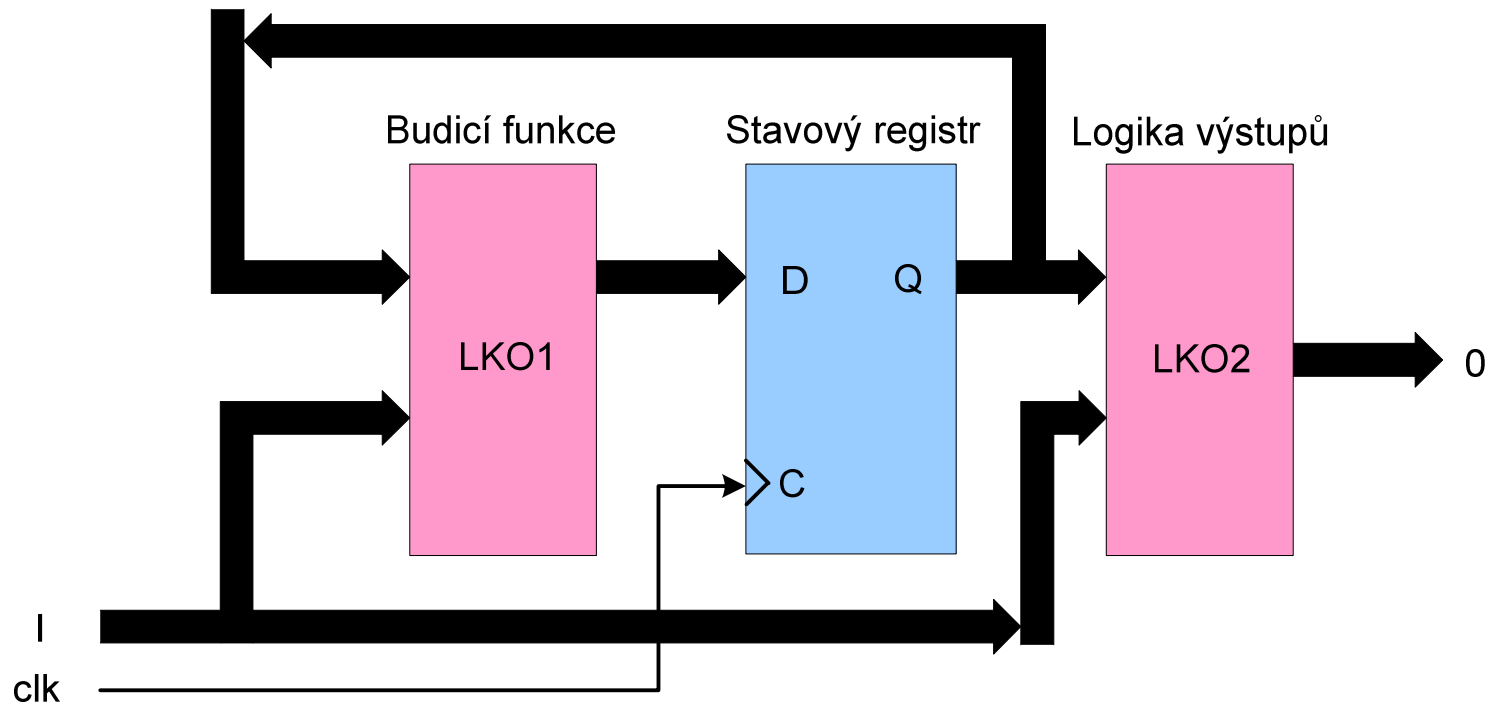 Budicí funkce
Stavový registr
Logika výstupů
D
Q
LKO1
LKO2
0
C
I
clk